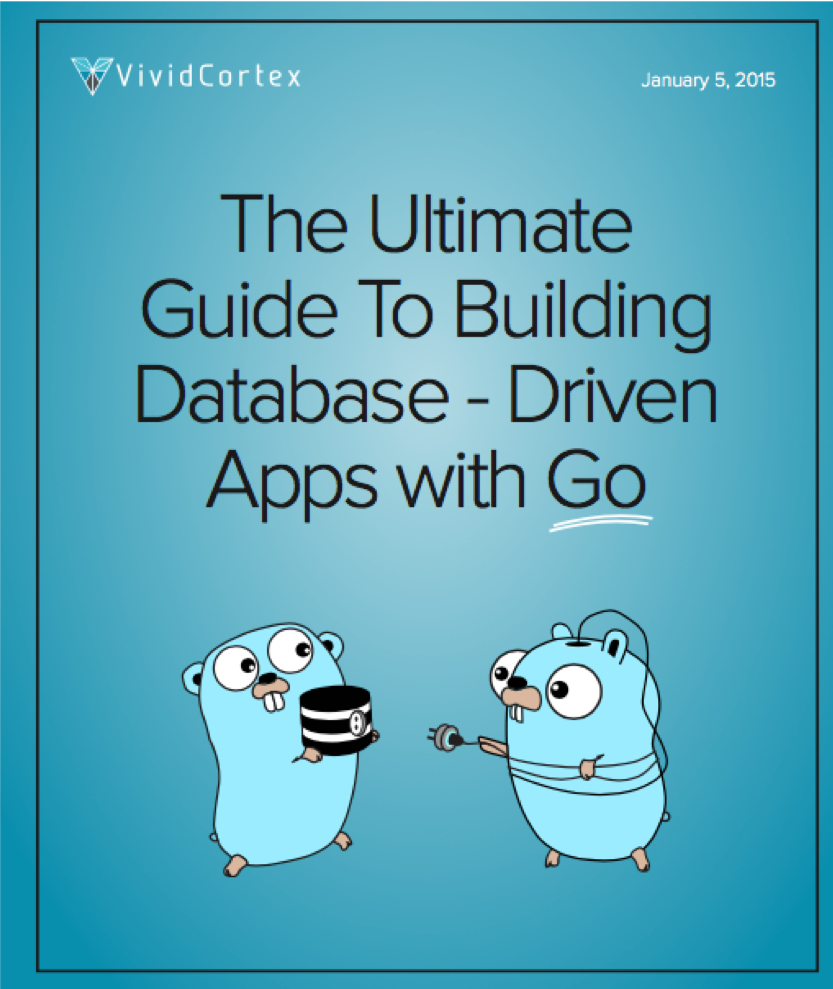 VividCortex
January 5, 2015
The Ultimate
Guide To Building
Database - Driven
Apps with Go